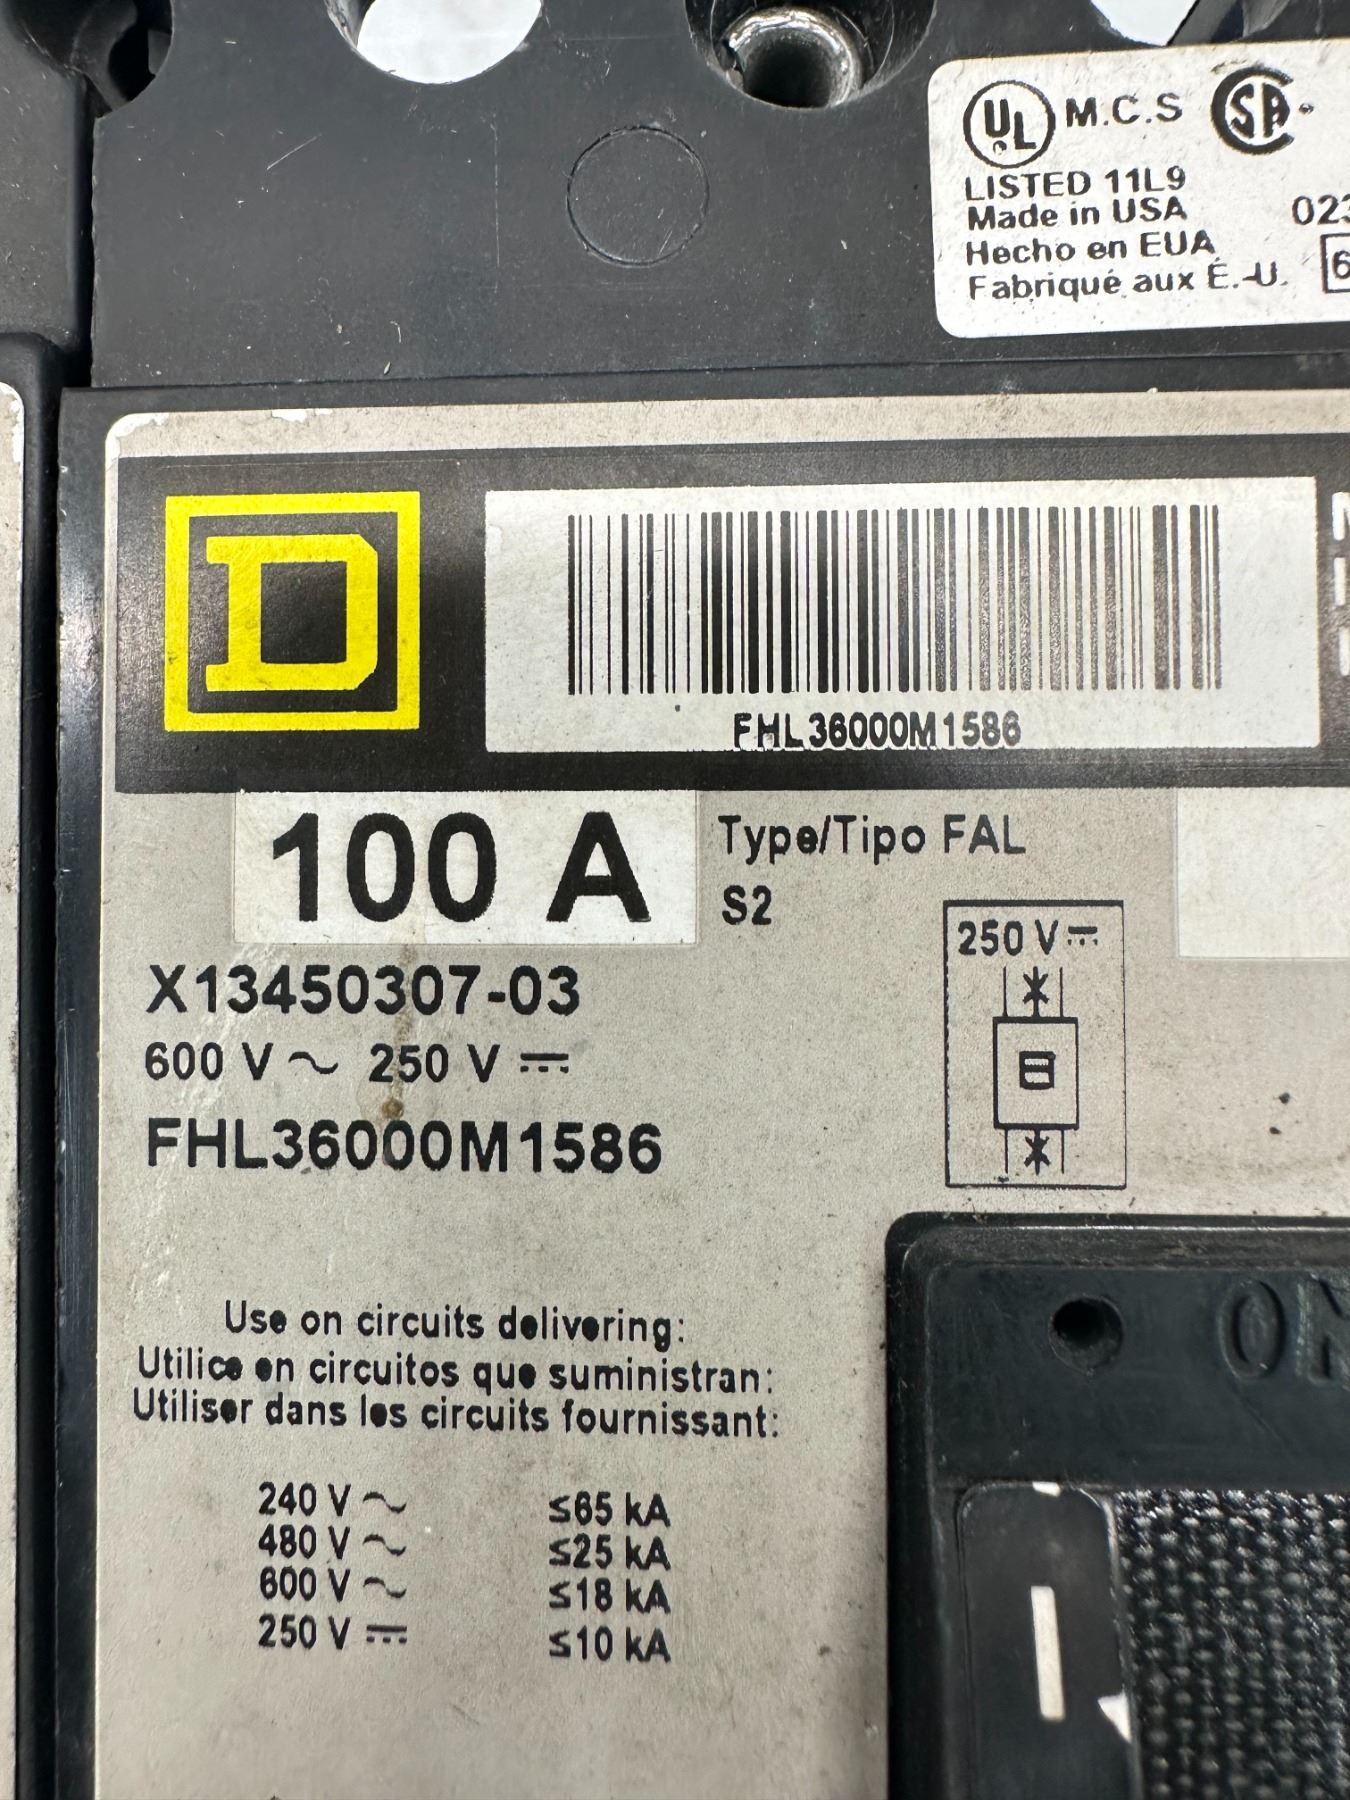 UL M.C.S SA
LISTED 11L9
Made in USA
Hecho en EUA
Fabriqué aux É.-U.
D
FHL36000M1586
100 A
Type/Tipo FAL
S2
250 V ⎓
X13450307-03
600 V ~ 250 V ⎓
FHL36000M1586
Use on circuits delivering:
Utilice en circuitos que suministran:
Utiliser dans les circuits fournissant:
240 V ~ ≤65 kA
480 V ~ ≤25 kA
600 V ~ ≤18 kA
250 V ⎓ ≤10 kA